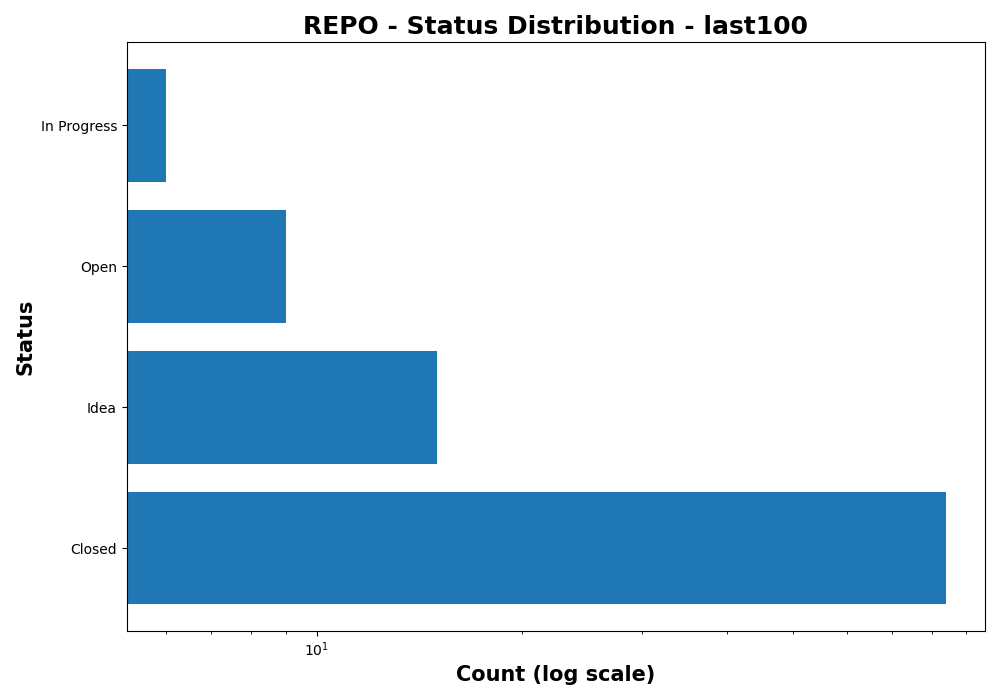 REPO - Status Distribution - last100
In Progress
Open
Idea
Closed
Status
10¹
Count (log scale)